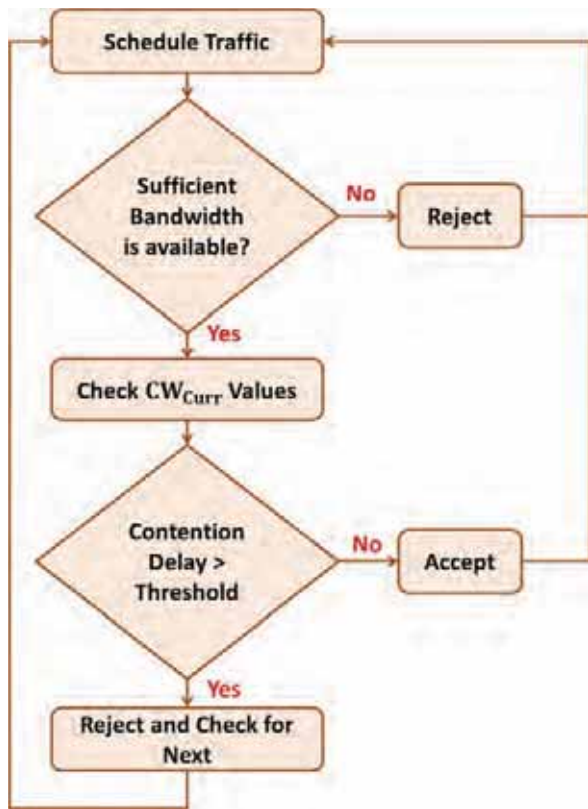 Schedule Traffic
Sufficient
Bandwidth
is available?
No
Reject
Yes
Check CW_Curr Values
Contention
Delay >
Threshold
No
Accept
Yes
Reject and Check for
Next